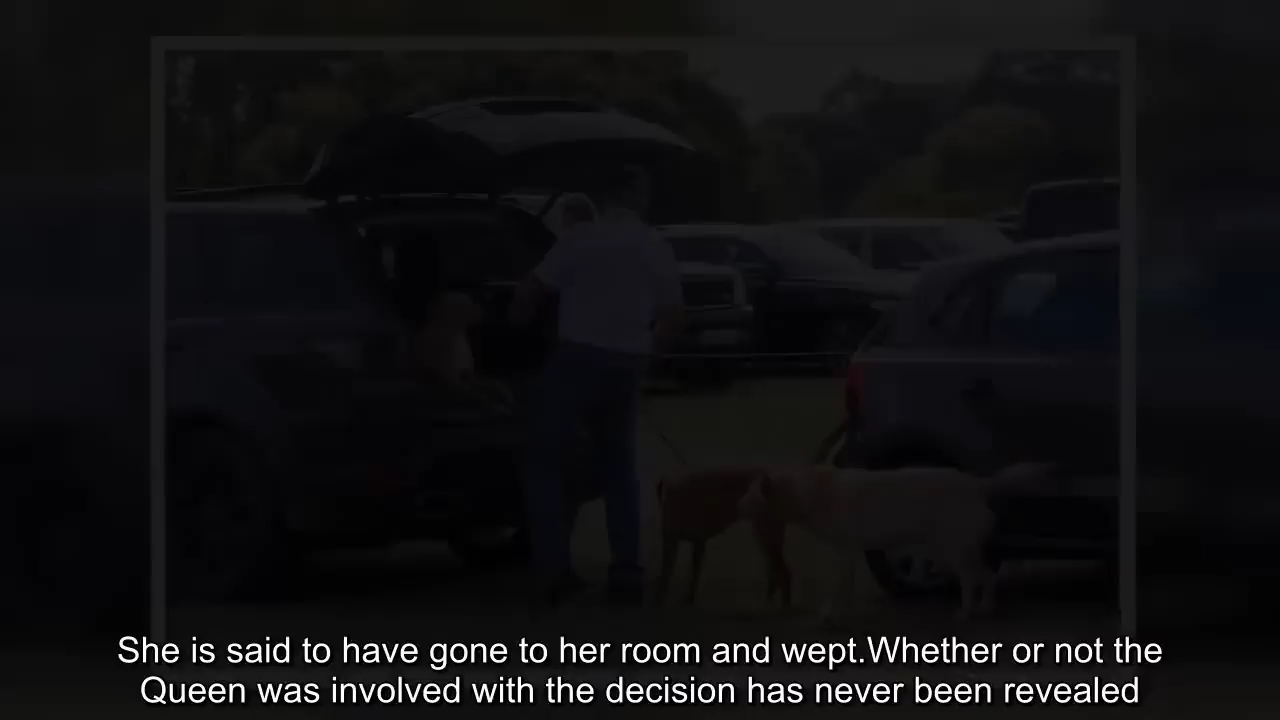 She is said to have gone to her room and wept.Whether or not the
Queen was involved with the decision has never been revealed